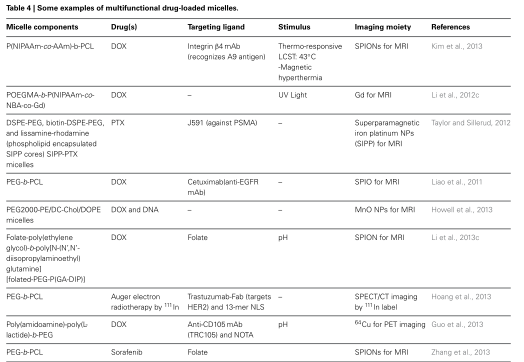 Table 4 | Some examples of multifunctional drug-loaded micelles.
Micelle components Drug(s) Targeting ligand Stimulus Imaging moiety References
P(NIPAAm-co-AAm)-b-PCL DOX Integrin β4 mAb Thermo-responsive SPIONs for MRI Kim et al., 2013
(recognizes A9 antigen) LCST: 43°C
-Magnetic
hyperthermia
POEGMA-b-P(NIPAAm-co- DOX – UV Light Gd for MRI Li et al., 2012c
NBA-co-Gd)
DSPE-PEG, biotin-DSPE-PEG, PTX J591 (against PSMA) – Superparamagnetic Taylor and Sillerud, 2012
and lissamine-rhodamine iron platinum NPs
(phospholipid encapsulated (SIPP) for MRI
SIPP cores) SIPP-PTX
micelles
PEG-b-PCL DOX Cetuximab(anti-EGFR – SPIO for MRI Liao et al., 2011
mAb)
PEG2000-PE/DC-Chol/DOPE DOX and DNA – – MnO NPs for MRI Howell et al., 2013
micelles
Folate-poly(ethylene DOX Folate pH SPION for MRI Li et al., 2013c
glycol)-b-poly[N-(N′,N′-
diisopropylaminoethyl)
glutamine]
[folated-PEG-P(GA-DIP)]
PEG-b-PCL Auger electron Trastuzumab-Fab (targets – SPECT/CT imaging Hoang et al., 2013
radiotherapy by 111In HER2) and 13-mer NLS by 111In label
Poly(amidoamine)-poly(L- DOX Anti-CD105 mAb pH 64Cu for PET imaging Guo et al., 2013
lactide)-b-PEG (TRC105) and NOTA
PEG-b-PCL Sorafenib Folate SPIONs for MRI Zhang et al., 2013